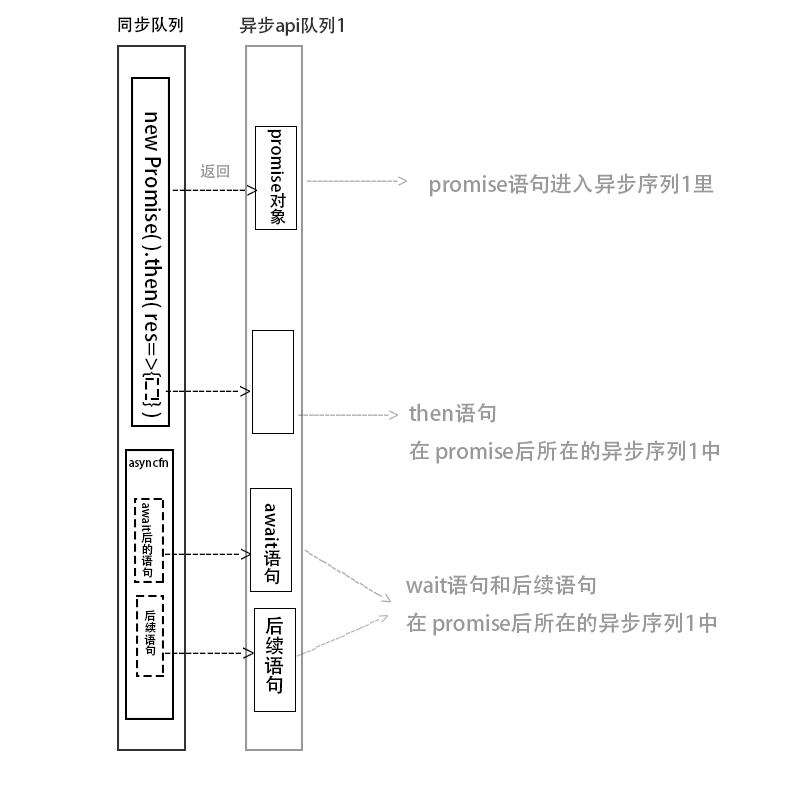 同步队列
异步api队列1
new Promise( ).then( res=>{ })
返回
promise对象
promise语句进入异步序列1里
then语句
在 promise后所在的异步序列1中
asyncfn
await后的语句
await语句
后续语句
后续语句
wait语句和后续语句
在 promise后所在的异步序列1中